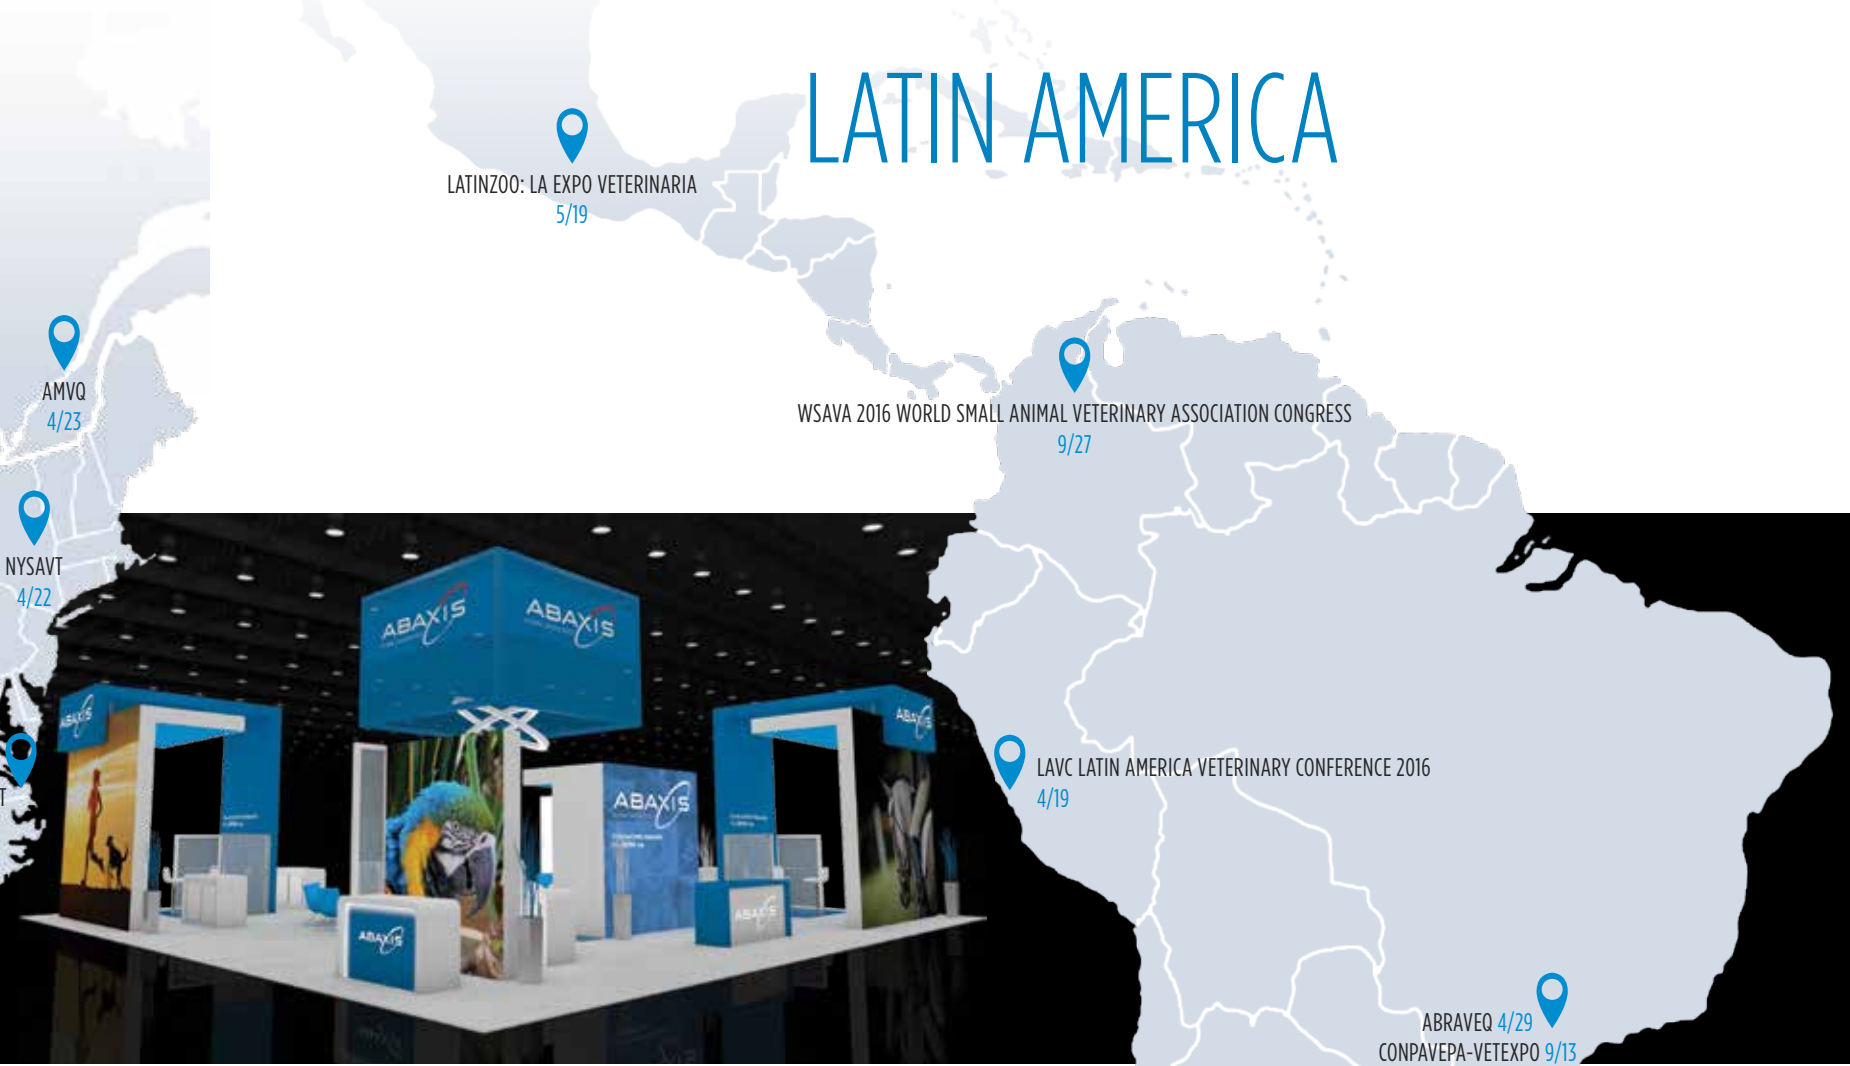 LATIN AMERICA
LATINZOO: LA EXPO VETERINARIA
5/19
AMVQ
4/23
WSAVA 2016 WORLD SMALL ANIMAL VETERINARY ASSOCIATION CONGRESS
9/27
NYSAVT
4/22
ABAXIS
ABAXIS
ABAXIS
ABAXIS
T
LAVC LATIN AMERICA VETERINARY CONFERENCE 2016
4/19
ABAXIS
ABAXIS
ABAXIS
ABRAVEQ 4/29
CONPAVEPA-VETEXPO 9/13